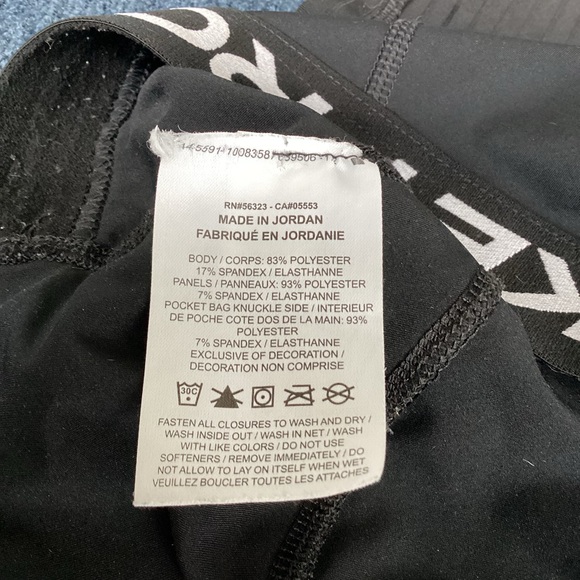 RN#56323 - CA#05553
MADE IN JORDAN
FABRIQUÉ EN JORDANIE
BODY / CORPS: 83% POLYESTER
17% SPANDEX / ELASTHANNE
PANELS / PANNEAUX: 93% POLYESTER
7% SPANDEX / ELASTHANNE
POCKET BAG KNUCKLE SIDE / INTERIEUR
DE POCHE COTE DOS DE LA MAIN: 93%
POLYESTER
7% SPANDEX / ELASTHANNE
EXCLUSIVE OF DECORATION /
DECORATION NON COMPRISE
30C
FASTEN ALL CLOSURES TO WASH AND DRY /
WASH INSIDE OUT / WASH IN NET / WASH
WITH LIKE COLORS / DO NOT USE
SOFTENERS / REMOVE IMMEDIATELY / DO
NOT ALLOW TO LAY ON ITSELF WHEN WET
VEUILLEZ BOUCLER TOUTES LES ATTACHES